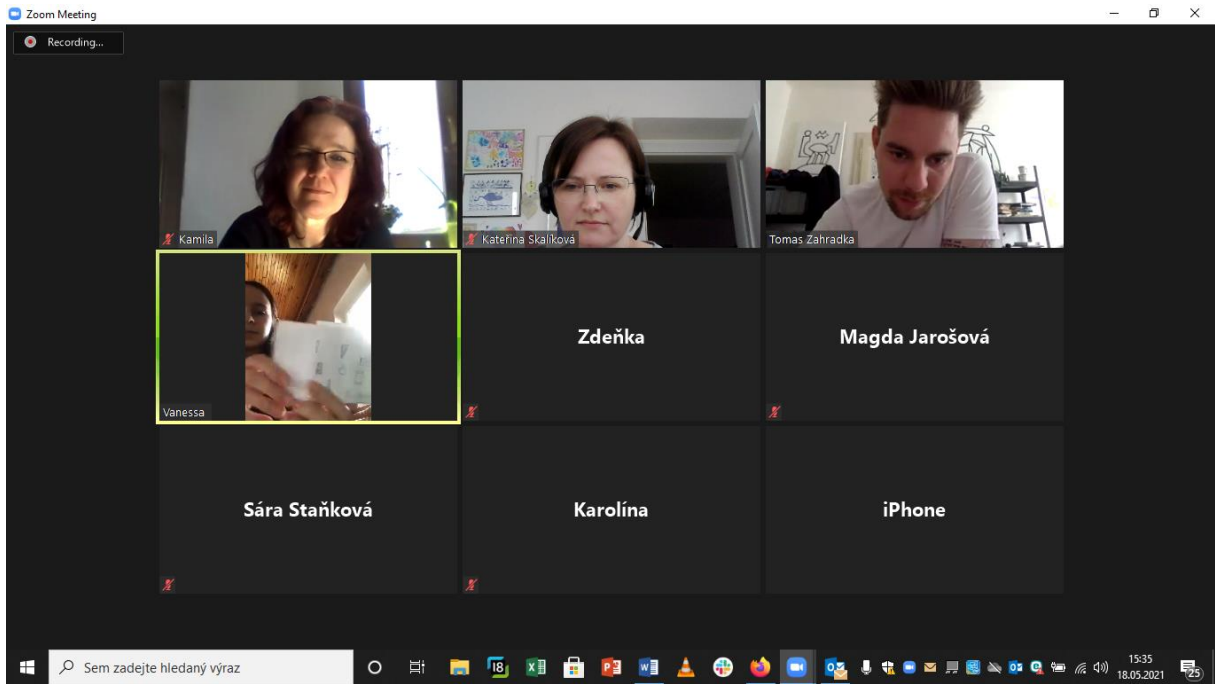 Zoom Meeting
Recording...
Kamila
Kateřina Skalíková
Tomas Zahradka
Vanessa
Zdeňka
Magda Jarošová
Sára Staňková
Karolína
iPhone
Sem zadejte hledaný výraz
18
15:35
18.05.2021
25